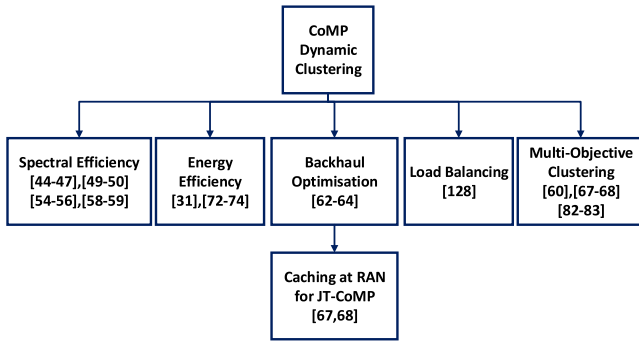 CoMP
Dynamic
Clustering
Spectral Efficiency
[44-47],[49-50]
[54-56],[58-59]
Energy
Efficiency
[31],[72-74]
Backhaul
Optimisation
[62-64]
Load Balancing
[128]
Multi-Objective
Clustering
[60],[67-68]
[82-83]
Caching at RAN
for JT-CoMP
[67,68]